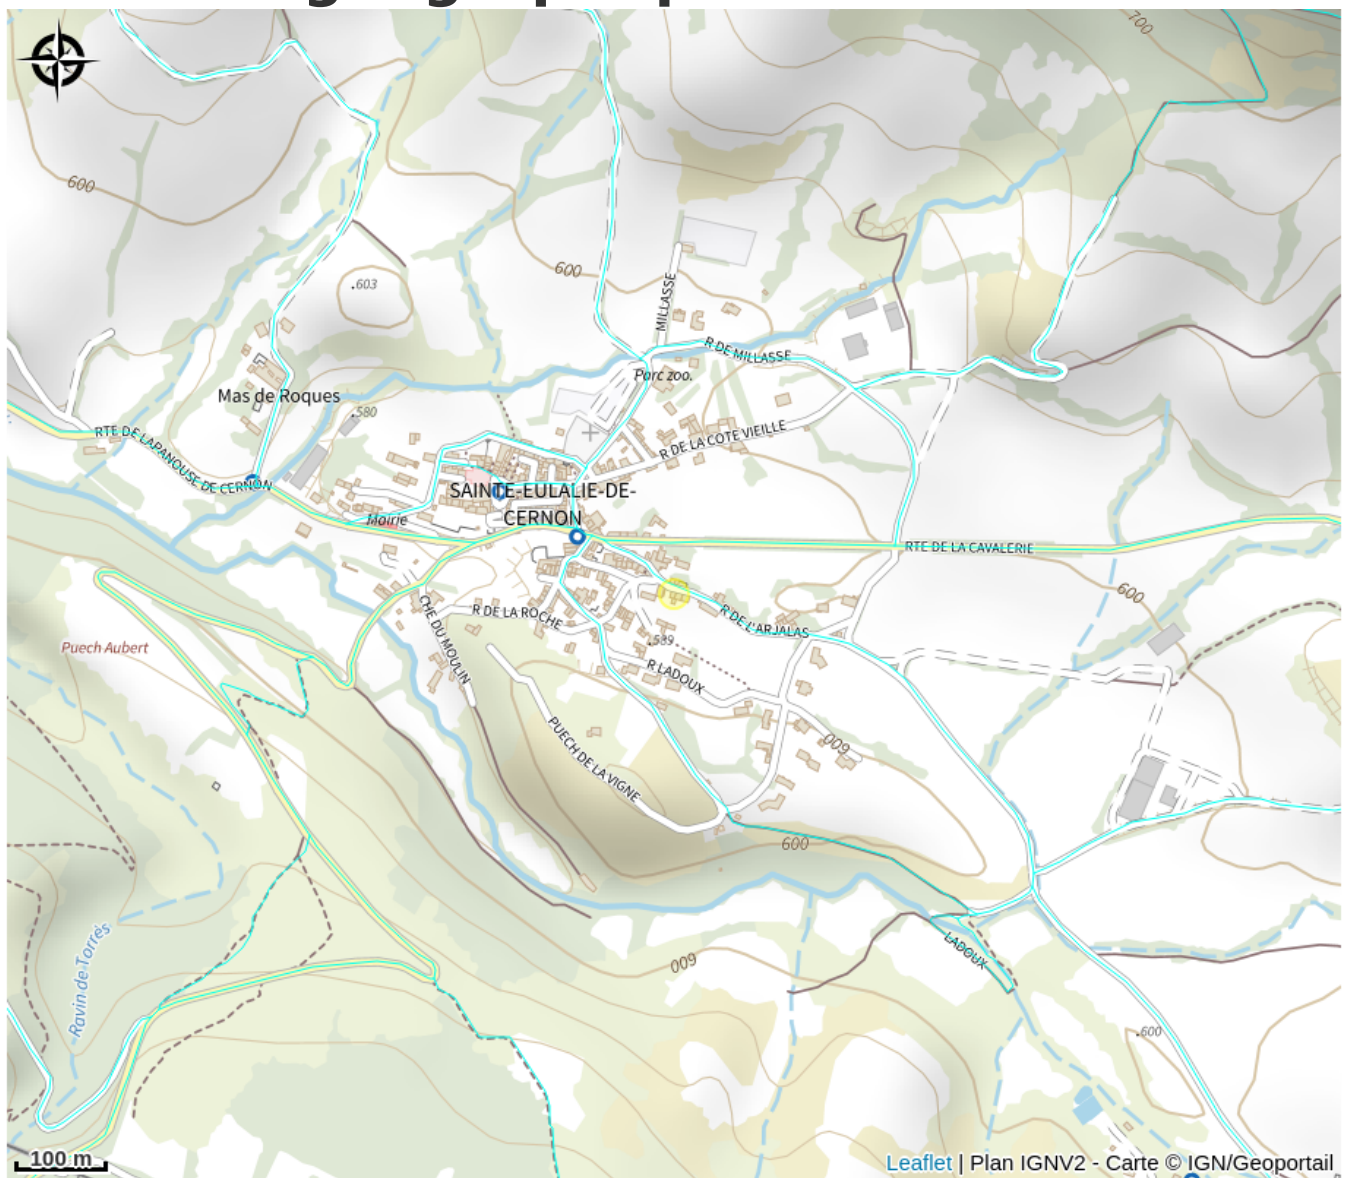 700
600
600
603
MILLASSE
R DE MILLASSE
Parc zoo.
Mas de Roques
580
RTE DE LAPANOUSE DE CERNON
R DE LA COTE VIEILLE
SAINTE-EULALIE-DE-
CERNON
Mairie
RTE DE LA CAVALERIE
600
CHE DU MOULIN
R DE LA ROCHE
R DE L'ARJALAS
589
Puech Aubert
R LADOUX
PUECH DE LA VIGNE
600
600
Ravin de Torrès
LADOUX
600
600
100 m
Leaflet | Plan IGNV2 - Carte © IGN/Geoportail